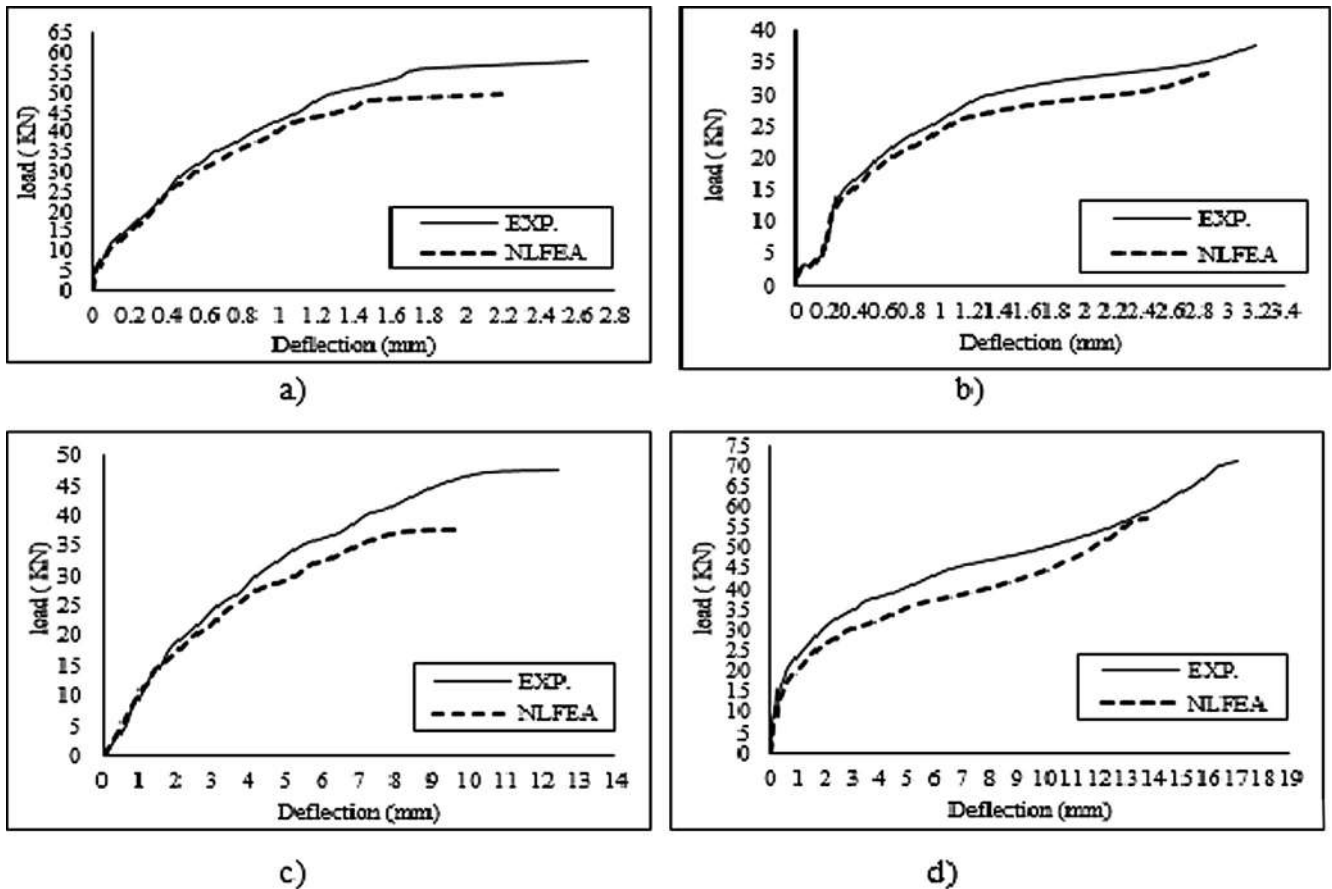 65
60
55
50
45
40
35
30
25
20
15
10
5
0
load ( KN)
EXP.
NLFEA
0 0.2 0.4 0.6 0.8 1 1.2 1.4 1.6 1.8 2 2.2 2.4 2.6 2.8
Deflection (mm)
a)
40
35
30
25
20
15
10
5
0
load ( KN)
EXP.
NLFEA
0 0.20.40.60.8 1 1.21.41.61.8 2 2.22.42.62.8 3 3.23.4
Deflection (mm)
b)
50
45
40
35
30
25
20
15
10
5
0
load ( KN)
EXP.
NLFEA
0 1 2 3 4 5 6 7 8 9 10 11 12 13 14
Deflection (mm)
c)
75
70
65
60
55
50
45
40
35
30
25
20
15
10
5
0
load ( KN)
EXP.
NLFEA
0 1 2 3 4 5 6 7 8 9 10 11 12 13 14 15 16 17 18 19
Deflection (mm)
d)